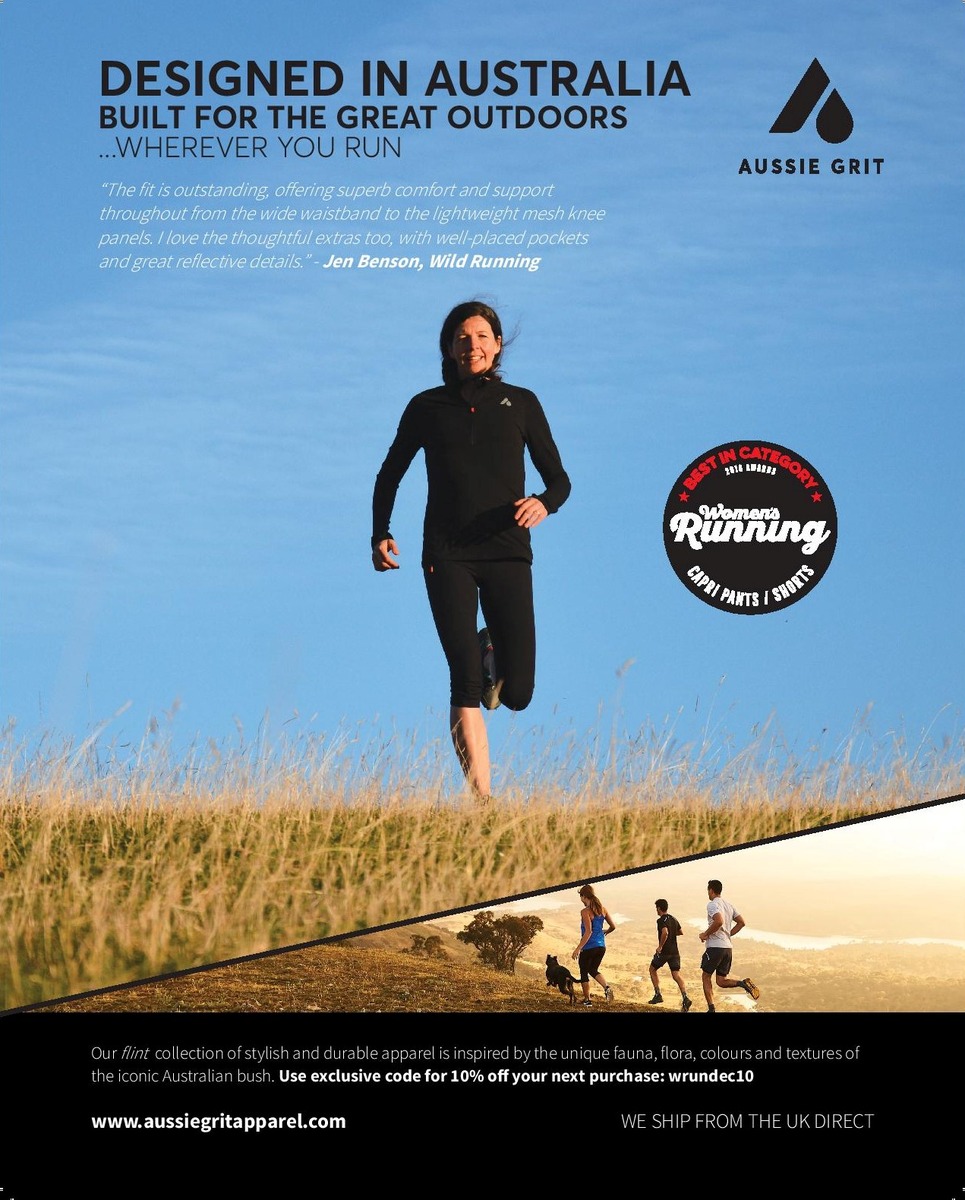 DESIGNED IN AUSTRALIA
BUILT FOR THE GREAT OUTDOORS
...WHEREVER YOU RUN
AUSSIE GRIT
“The fit is outstanding, offering superb comfort and support
throughout from the wide waistband to the lightweight mesh knee
panels. I love the thoughtful extras too, with well-placed pockets
and great reflective details.” - Jen Benson, Wild Running
BEST IN CATEGORY
2018 AWARDS
Women's
Running
CAPRI PANTS / SHORTS
Our flint collection of stylish and durable apparel is inspired by the unique fauna, flora, colours and textures of
the iconic Australian bush. Use exclusive code for 10% off your next purchase: wrundec10
www.aussiegritapparel.com
WE SHIP FROM THE UK DIRECT